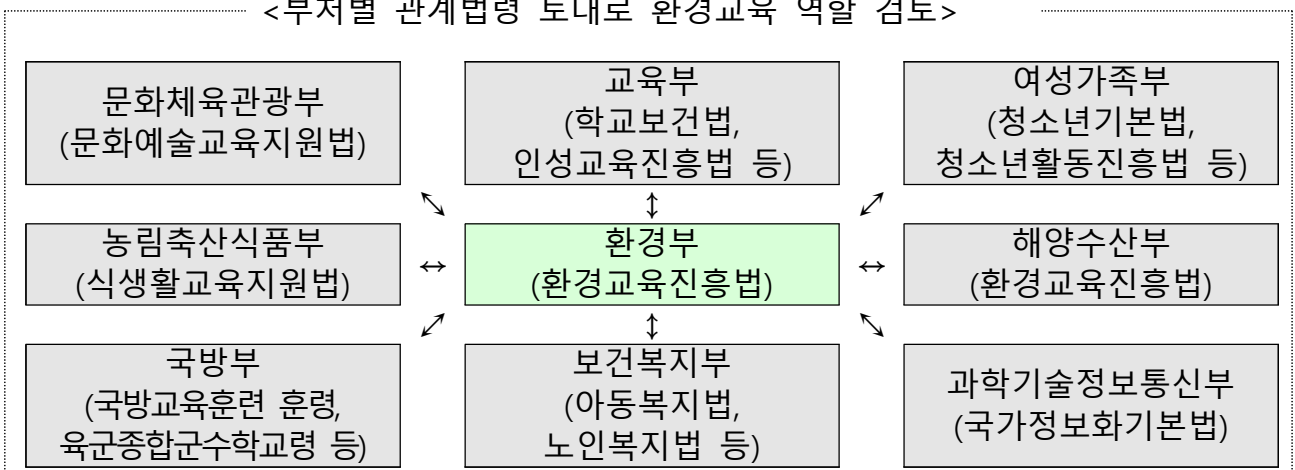 <부처별 관계법령 토대로 환경교육 역할 검토>
문화체육관광부
(문화예술교육지원법)
교육부
(학교보건법,
인성교육진흥법 등)
여성가족부
(청소년기본법,
청소년활동진흥법 등)
↖↘ ↕ ↗↙
농림축산식품부
(식생활교육지원법)
↔
환경부
(환경교육진흥법)
↔
해양수산부
(환경교육진흥법)
국방부
(국방교육훈련 훈령,
육군종합군수학교령 등)
보건복지부
(아동복지법,
노인복지법 등)
과학기술정보통신부
(국가정보화기본법)